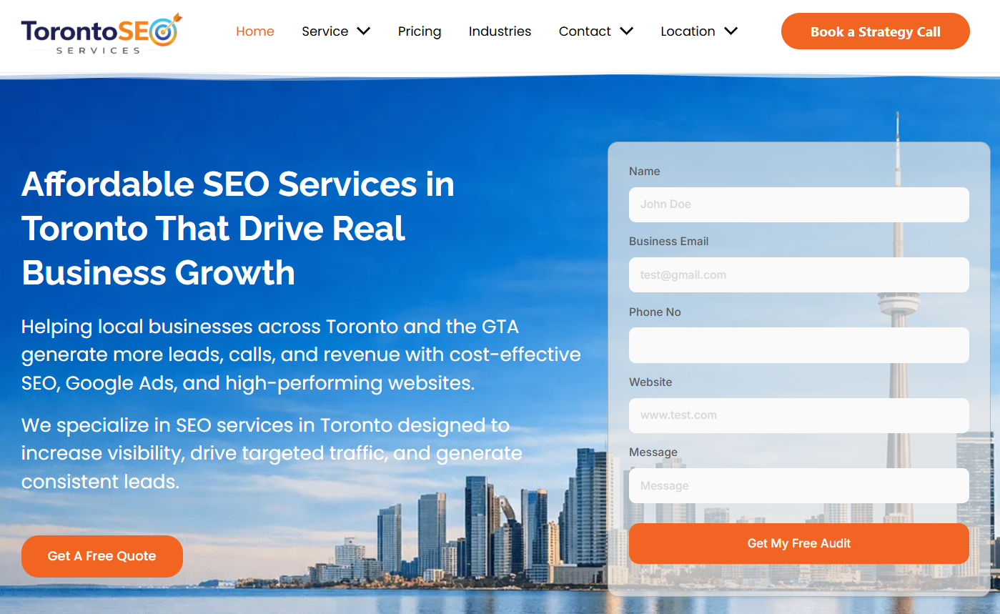 TorontoSEO
SERVICES
Home
Service
Pricing
Industries
Contact
Location
Book a Strategy Call
Affordable SEO Services in
Toronto That Drive Real
Business Growth
Helping local businesses across Toronto and the GTA
generate more leads, calls, and revenue with cost-effective
SEO, Google Ads, and high-performing websites.
We specialize in SEO services in Toronto designed to
increase visibility, drive targeted traffic, and generate
consistent leads.
Get A Free Quote
Name
John Doe
Business Email
test@gmail.com
Phone No
Website
www.test.com
Message
Message
Get My Free Audit